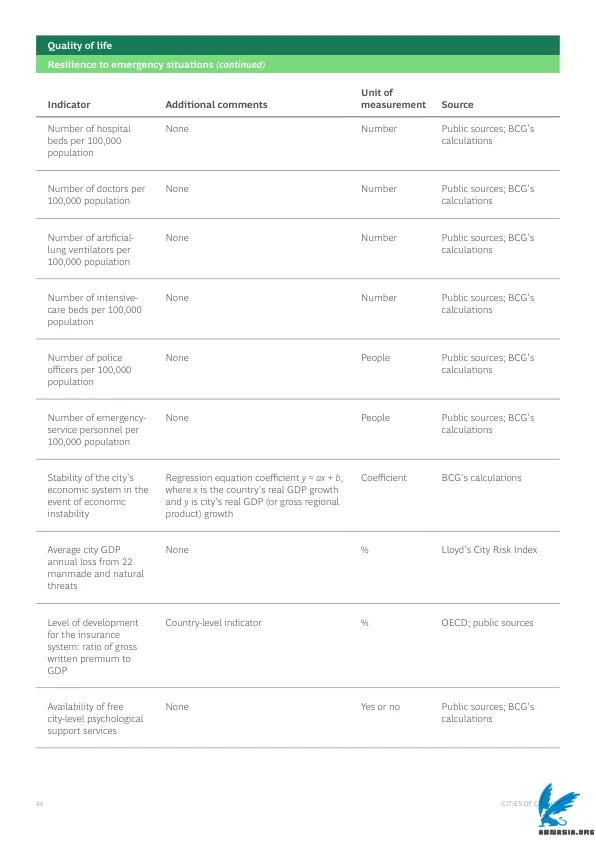 Quality of life
Resilience to emergency situations (continued)
Indicator
Additional comments
Unit of
measurement
Source
Number of hospital
beds per 100,000
population
None
Number
Public sources; BCG's
calculations
Number of doctors per
100,000 population
None
Number
Public sources; BCG's
calculations
Number of artificial-
lung ventilators per
100,000 population
None
Number
Public sources; BCG's
calculations
Number of intensive-
care beds per 100,000
population
None
Number
Public sources; BCG's
calculations
Number of police
officers per 100,000
population
None
People
Public sources; BCG's
calculations
Number of emergency-
service personnel per
100,000 population
None
People
Public sources; BCG's
calculations
Stability of the city's
economic system in the
event of economic
instability
Regression equation coefficient y = ax + b,
where x is the country's real GDP growth
and y is city's real GDP (or gross regional
product) growth
Coefficient
BCG's calculations
Average city GDP
annual loss from 22
manmade and natural
threats
None
%
Lloyd's City Risk Index
Level of development
for the insurance
system: ratio of gross
written premium to
GDP
Country-level indicator
%
OECD; public sources
Availability of free
city-level psychological
support services
None
Yes or no
Public sources; BCG's
calculations
44
CITIES OF
ABNASIA.ORG